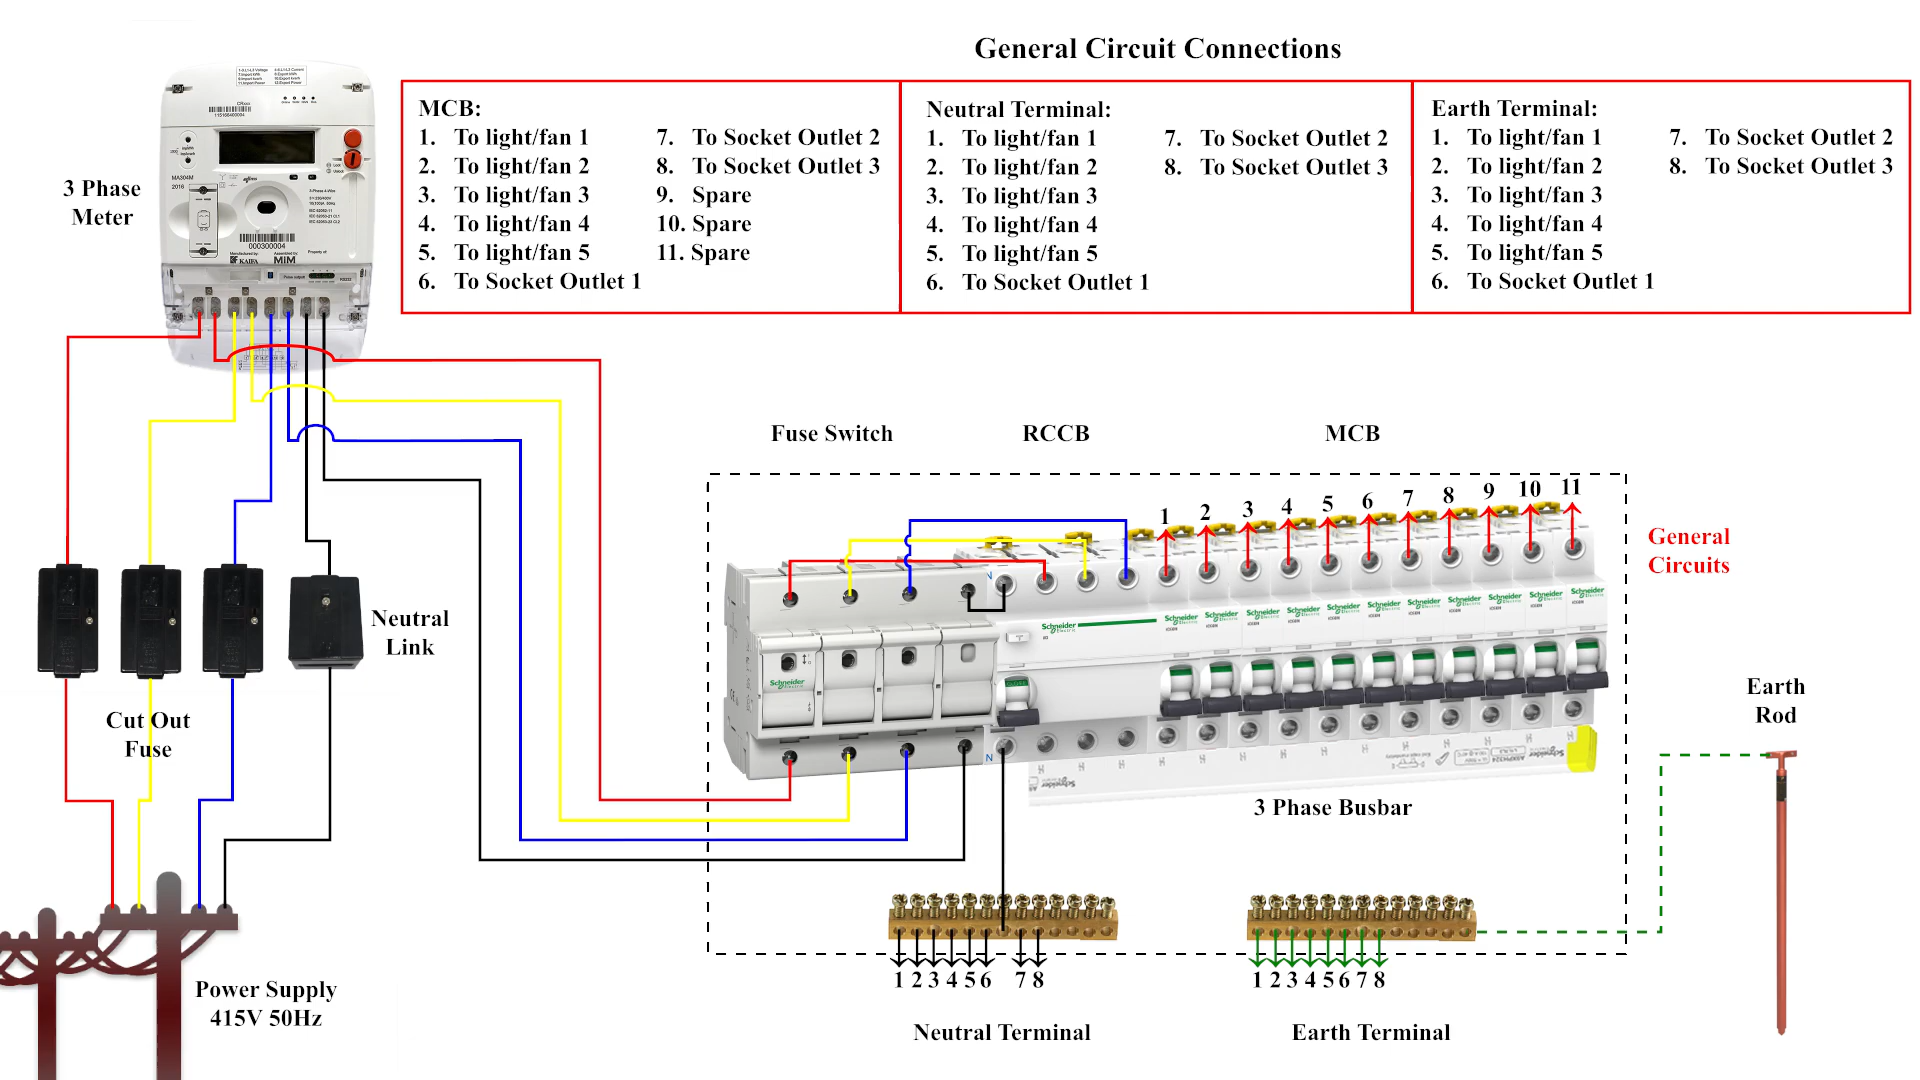 General Circuit Connections
MCB:
1. To light/fan 1
2. To light/fan 2
3. To light/fan 3
4. To light/fan 4
5. To light/fan 5
6. To Socket Outlet 1
7. To Socket Outlet 2
8. To Socket Outlet 3
9. Spare
10. Spare
11. Spare
Neutral Terminal:
1. To light/fan 1
2. To light/fan 2
3. To light/fan 3
4. To light/fan 4
5. To light/fan 5
6. To Socket Outlet 1
7. To Socket Outlet 2
8. To Socket Outlet 3
Earth Terminal:
1. To light/fan 1
2. To light/fan 2
3. To light/fan 3
4. To light/fan 4
5. To light/fan 5
6. To Socket Outlet 1
7. To Socket Outlet 2
8. To Socket Outlet 3
3 Phase
Meter
MA304M
2016
000300004
KAIFA
MIM
Fuse Switch
RCCB
MCB
1 2 3 4 5 6 7 8 9 10 11
General
Circuits
N
Schneider
Electric
Schneider
Electric
N
Neutral
Link
Cut Out
Fuse
3 Phase Busbar
Earth
Rod
1 2 3 4 5 6 7 8
Neutral Terminal
1 2 3 4 5 6 7 8
Earth Terminal
Power Supply
415V 50Hz